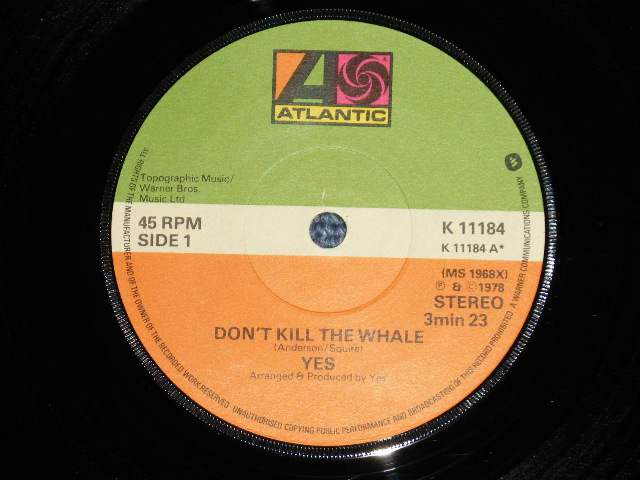 ATLANTIC
Topographic Music/
Warner Bros.
Music Ltd
45 RPM
SIDE 1
K 11184
K 11184 A*
(MS 1968X)
℗ & © 1978
STEREO
3min 23
DON'T KILL THE WHALE
(Anderson/Squire)
YES
Arranged & Produced by Yes
ALL RIGHTS OF THE MANUFACTURER AND OF THE OWNER OF THE RECORDED WORK RESERVED UNAUTHORISED COPYING PUBLIC PERFORMANCE AND BROADCASTING OF THIS RECORD PROHIBITED A WARNER COMMUNICATIONS COMPANY